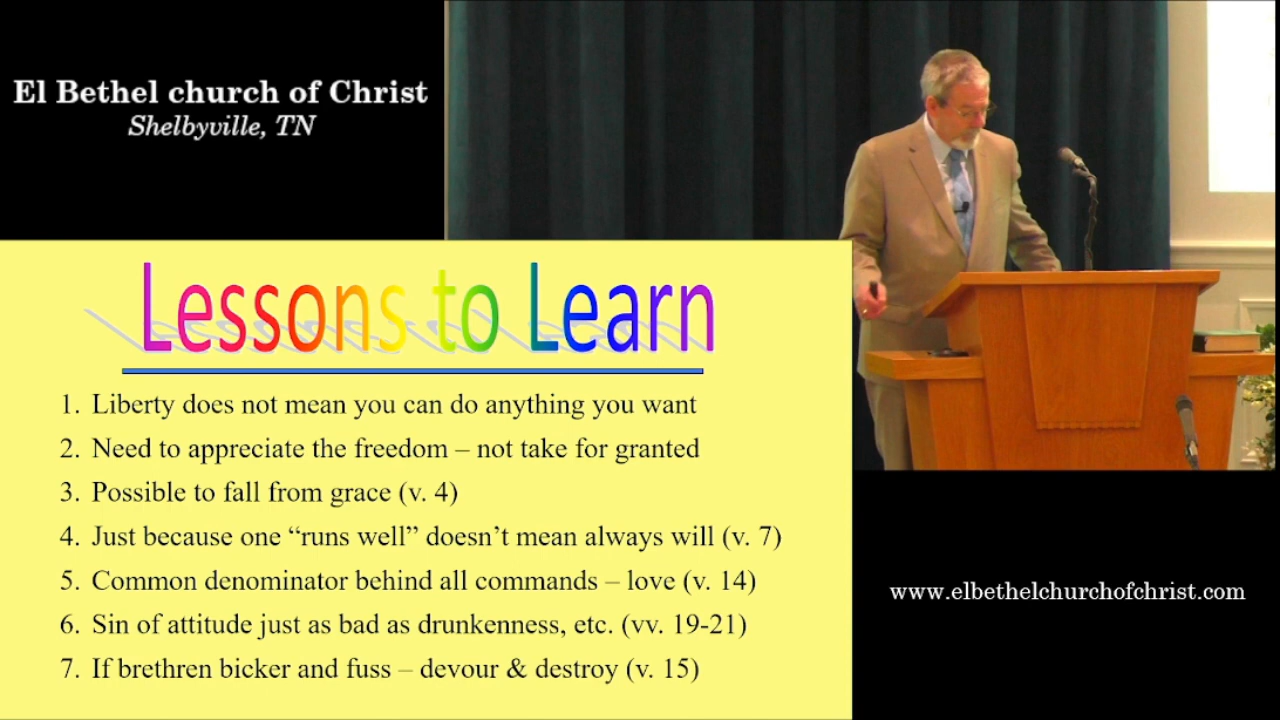 El Bethel church of Christ
Shelbyville, TN
Lessons to Learn
1. Liberty does not mean you can do anything you want
2. Need to appreciate the freedom – not take for granted
3. Possible to fall from grace (v. 4)
4. Just because one “runs well” doesn’t mean always will (v. 7)
5. Common denominator behind all commands – love (v. 14)
6. Sin of attitude just as bad as drunkenness, etc. (vv. 19-21)
7. If brethren bicker and fuss – devour & destroy (v. 15)
www.elbethelchurchofchrist.com